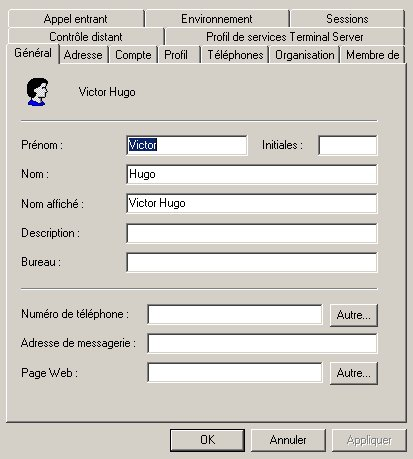 Appel entrant Environnement Sessions
Contrôle distant Profil de services Terminal Server
Général Adresse Compte Profil Téléphones Organisation Membre de
Victor Hugo
Prénom : Victor Initiales :
Nom : Hugo
Nom affiché : Victor Hugo
Description :
Bureau :
Numéro de téléphone : Autre...
Adresse de messagerie :
Page Web : Autre...
OK Annuler Appliquer